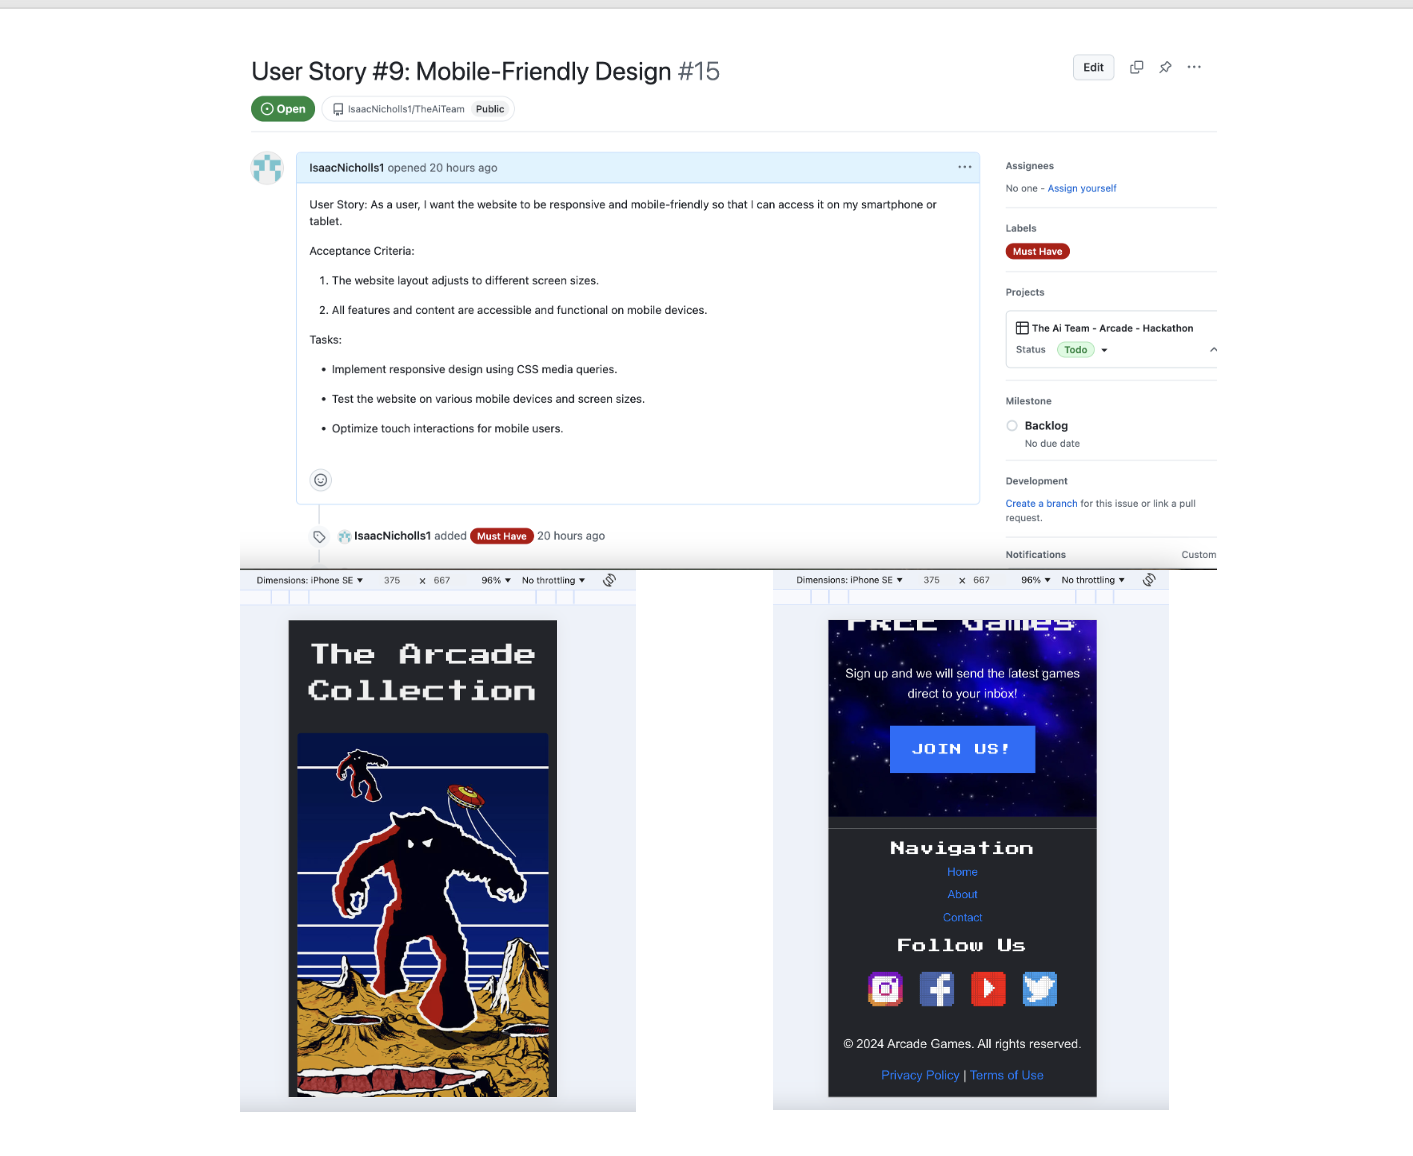 User Story #9: Mobile-Friendly Design #15
Edit
Open
IsaacNicholls1/TheAiTeam Public
IsaacNicholls1 opened 20 hours ago
User Story: As a user, I want the website to be responsive and mobile-friendly so that I can access it on my smartphone or
tablet.
Acceptance Criteria:
1. The website layout adjusts to different screen sizes.
2. All features and content are accessible and functional on mobile devices.
Tasks:
• Implement responsive design using CSS media queries.
• Test the website on various mobile devices and screen sizes.
• Optimize touch interactions for mobile users.
IsaacNicholls1 added Must Have 20 hours ago
Assignees
No one - Assign yourself
Labels
Must Have
Projects
The Ai Team - Arcade - Hackathon
Status Todo
Milestone
Backlog
No due date
Development
Create a branch for this issue or link a pull
request.
Notifications Custom
Dimensions: iPhone SE 375 x 667 96% No throttling
The Arcade
Collection
Dimensions: iPhone SE 375 x 667 96% No throttling
FREE Games
Sign up and we will send the latest games
direct to your inbox!
JOIN US!
Navigation
Home
About
Contact
Follow Us
© 2024 Arcade Games. All rights reserved.
Privacy Policy | Terms of Use